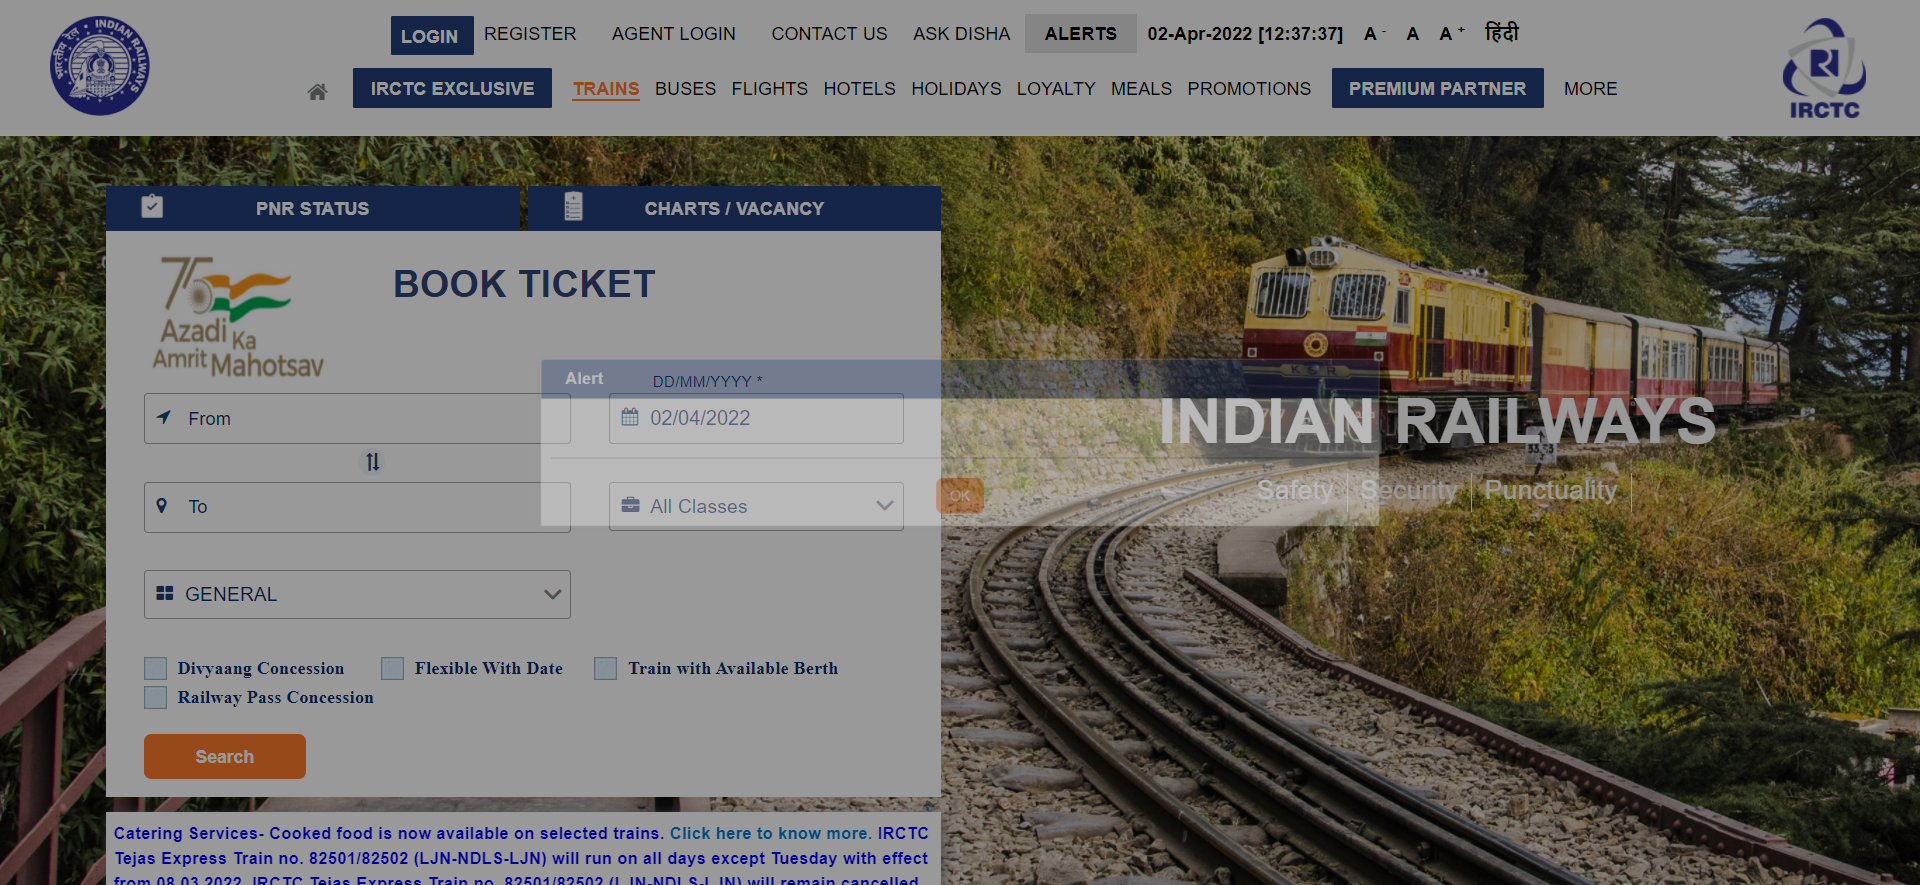 INDIAN RAILWAYS
भारतीय रेल
LOGIN REGISTER AGENT LOGIN CONTACT US ASK DISHA ALERTS 02-Apr-2022 [12:37:37] A - A A + हिंदी
IRCTC EXCLUSIVE TRAINS BUSES FLIGHTS HOTELS HOLIDAYS LOYALTY MEALS PROMOTIONS PREMIUM PARTNER MORE
IRCTC
PNR STATUS CHARTS / VACANCY
BOOK TICKET
75
Azadi Ka
Amrit Mahotsav
Alert DD/MM/YYYY *
From 02/04/2022
INDIAN RAILWAYS
To All Classes OK
Safety Security Punctuality
GENERAL
Divyaang Concession Flexible With Date Train with Available Berth
Railway Pass Concession
Search
Catering Services- Cooked food is now available on selected trains. Click here to know more. IRCTC
Tejas Express Train no. 82501/82502 (LJN-NDLS-LJN) will run on all days except Tuesday with effect
from 08.03.2022. IRCTC Tejas Express Train no. 82501/82502 (LJN-NDLS-LJN) will remain cancelled